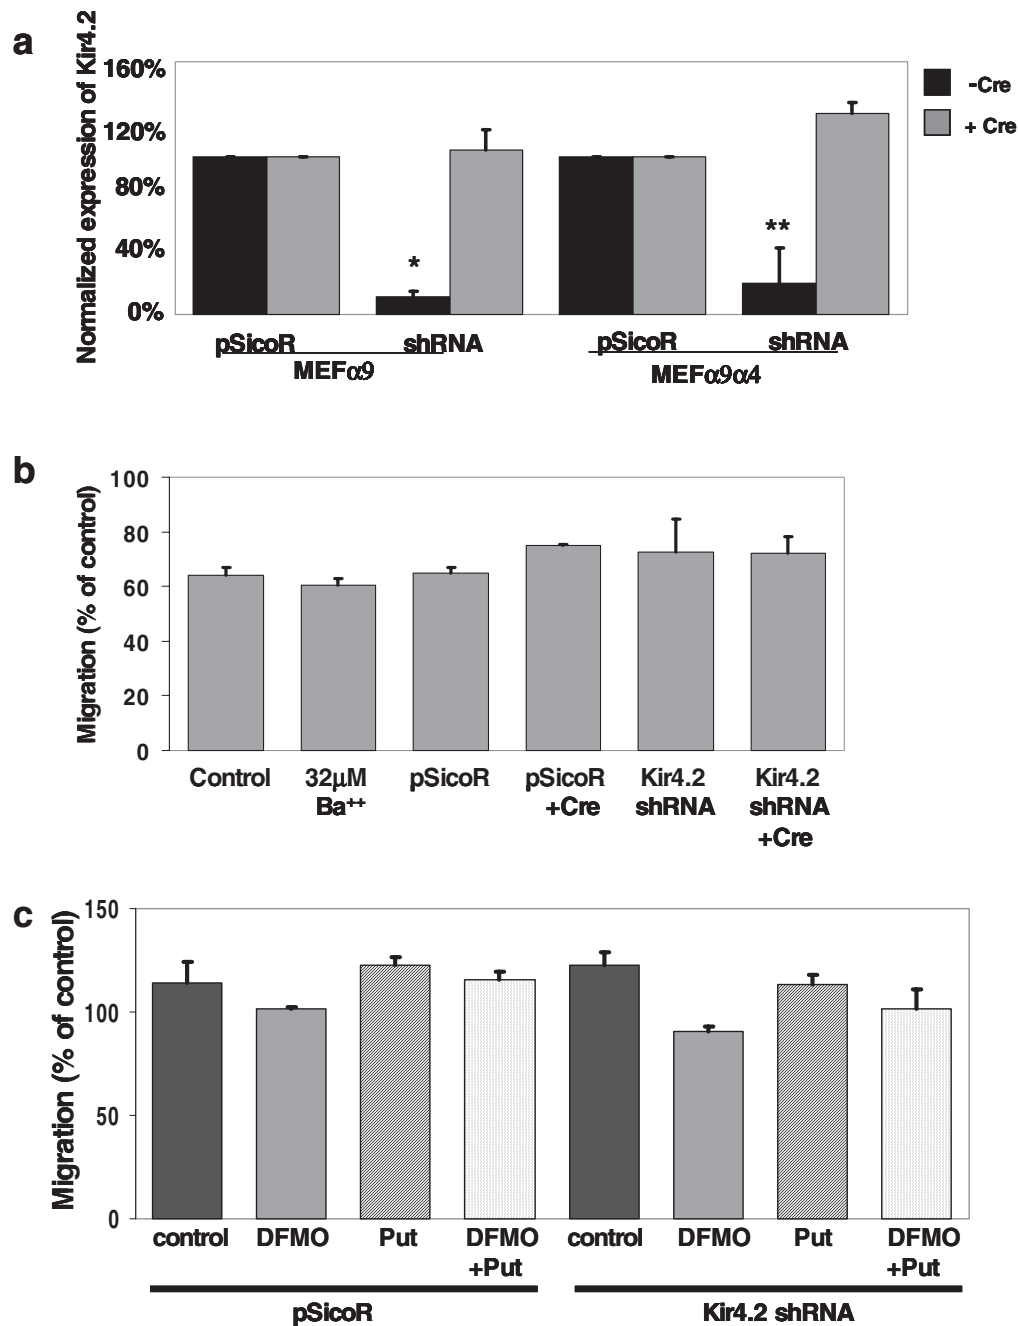 a
Normalized expression of Kir4.2
160%
120%
80%
40%
0%
*
**
-Cre
+ Cre
pSicoR shRNA pSicoR shRNA
MEFα9 MEFα9α4
b
Migration (% of control)
100
80
60
40
20
0
Control 32μM pSicoR pSicoR Kir4.2 Kir4.2
Ba++ +Cre shRNA shRNA
+Cre
c
Migration (% of control)
150
100
50
0
control DFMO Put DFMO control DFMO Put DFMO
+Put +Put
pSicoR Kir4.2 shRNA